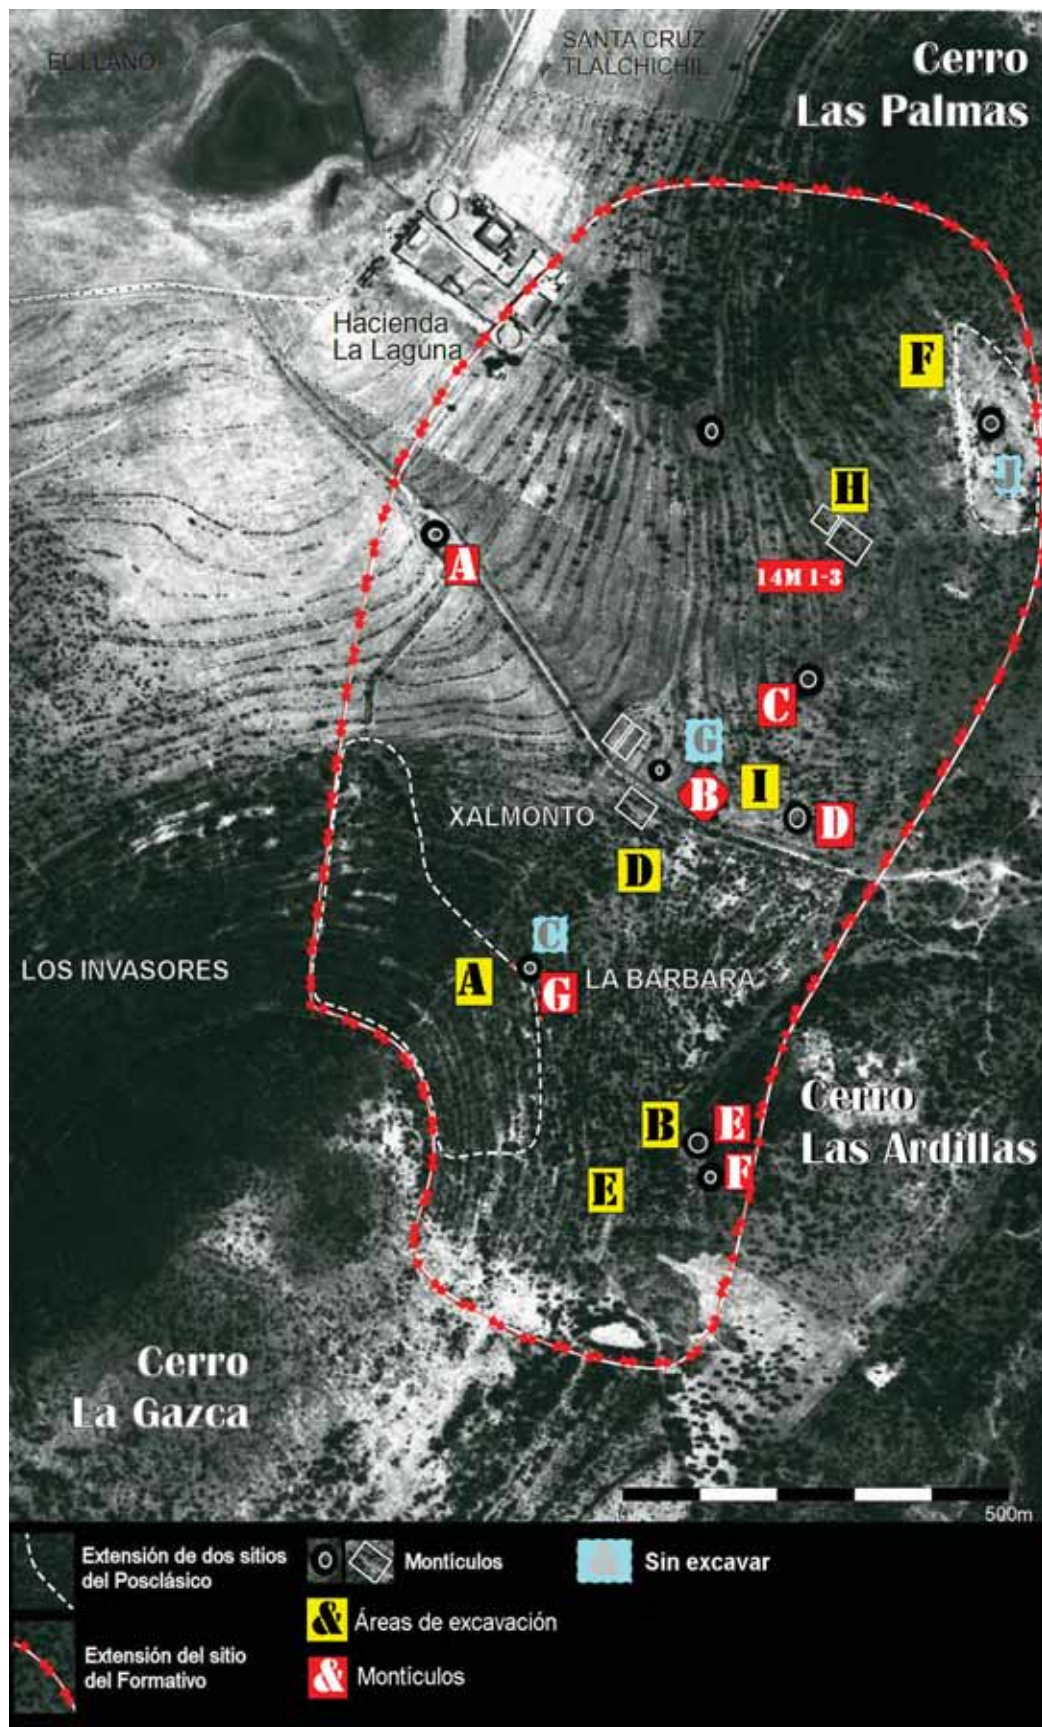 EL LLANO
SANTA CRUZ
TLALCHICHIL
Cerro
Las Palmas
Hacienda
La Laguna
F
J
H
A
14M 1-3
C
G
B
I
D
XALMONTO
D
C
LOS INVASORES
A
G
LA BARBARA
Cerro
Las Ardillas
B
E
F
E
Cerro
La Gazca
500m
Extensión de dos sitios
del Posclásico
Montículos
A
Sin excavar
&
Áreas de excavación
Extensión del sitio
del Formativo
&
Montículos